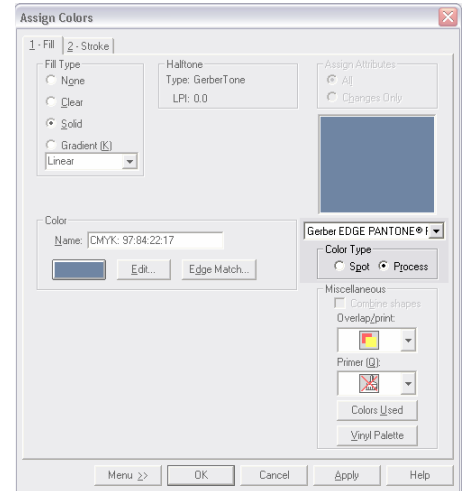 Assign Colors
1 - Fill
2 - Stroke
Fill Type
None
Clear
Solid
Gradient (K)
Linear
Halftone
Type: GerberTone
LPI: 0.0
Assign Attributes
All
Changes Only
Color
Name: CMYK: 97:84:22:17
Edit...
Edge Match...
Gerber EDGE PANTONE®
Color Type
Spot
Process
Miscellaneous
Combine shapes
Overlap/print:
Primer (Q):
Colors Used
Vinyl Palette
Menu >>
OK
Cancel
Apply
Help